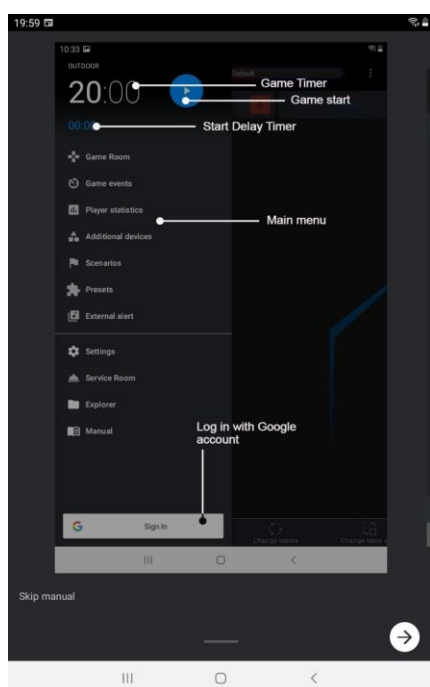 19:59
10:33
OUTDOOR
20:00
Default
Game Timer
Game start
00:00
Start Delay Timer
Game Room
Game events
Player statistics
Main menu
Additional devices
Scenarios
Presets
External alert
Settings
Service Room
Explorer
Manual
Log in with Google
account
G
Sign In
Change teams
Change team
Skip manual